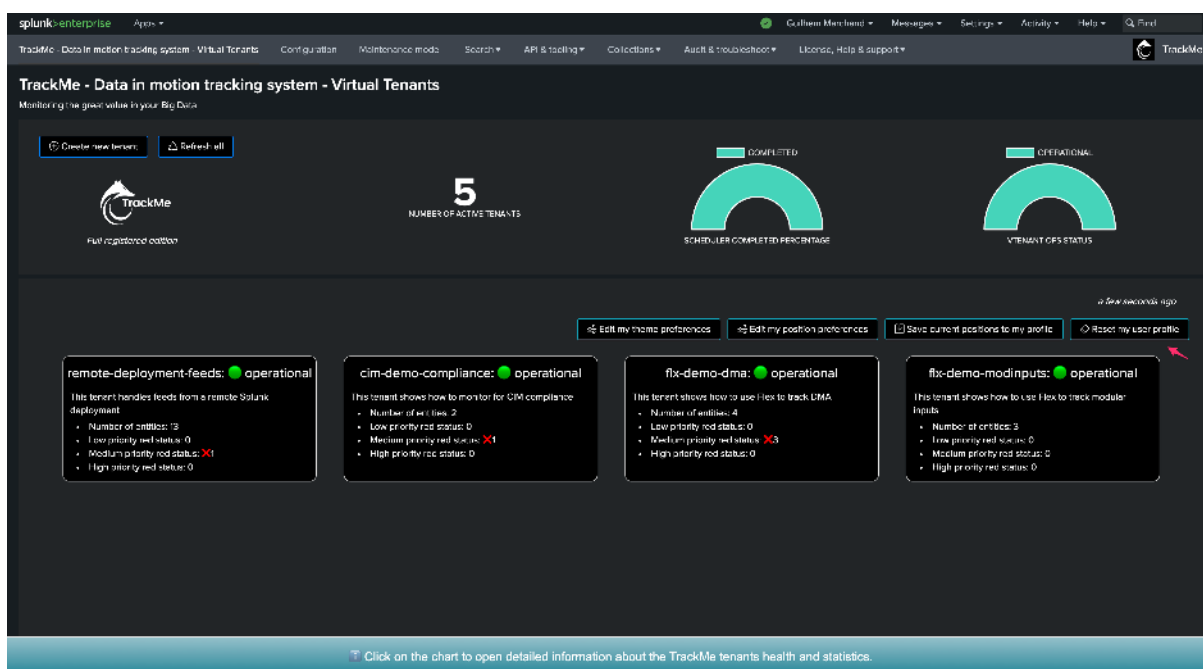 splunk>enterprise Apps
Guilhem Marchand Messages Settings Activity Help Find
TrackMe - Data in motion tracking system - Virtual Tenants Configuration Maintenance mode Search API & tooling Collections Audit & troubleshoot License, Help & support TrackMe
TrackMe - Data in motion tracking system - Virtual Tenants
Monitoring the great value in your Big Data
Create new tenant Refresh all
TrackMe
Full registered edition
5
NUMBER OF ACTIVE TENANTS
COMPLETED
SCHEDULER COMPLETED PERCENTAGE
OPERATIONAL
VTENANT OPS STATUS
a few seconds ago
Edit my theme preferences Edit my position preferences Save current positions to my profile Reset my user profile
remote-deployment-feeds: operational
This tenant handles feeds from a remote Splunk
deployment
Number of entities: 13
Low priority red status: 0
Medium priority red status: ❌1
High priority red status: 0
cim-demo-compliance: operational
This tenant shows how to monitor for CIM compliance
Number of entities: 2
Low priority red status: 0
Medium priority red status: ❌1
High priority red status: 0
flx-demo-dma: operational
This tenant shows how to use Flex to track DMA
Number of entities: 4
Low priority red status: 0
Medium priority red status: ❌3
High priority red status: 0
flx-demo-modinputs: operational
This tenant shows how to use Flex to track modular
inputs
Number of entities: 3
Low priority red status: 0
Medium priority red status: 0
High priority red status: 0
Click on the chart to open detailed information about the TrackMe tenants health and statistics.